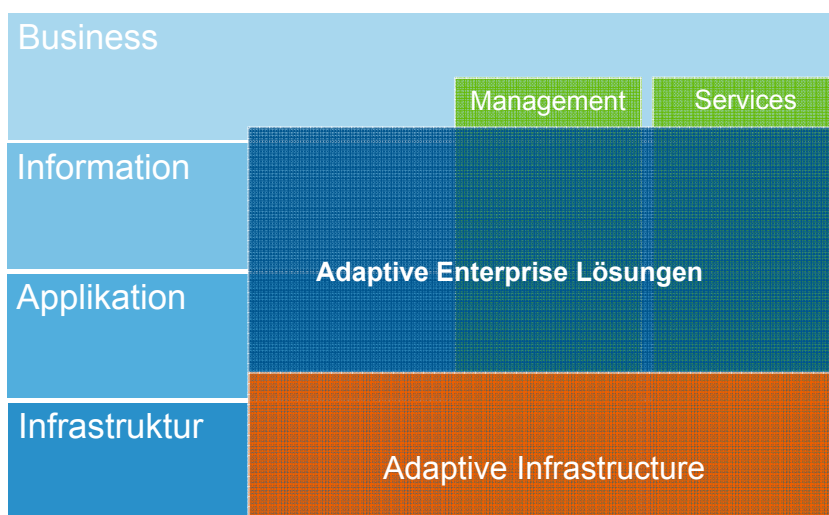 Business
Management
Services
Information
Adaptive Enterprise Lösungen
Applikation
Infrastruktur
Adaptive Infrastructure